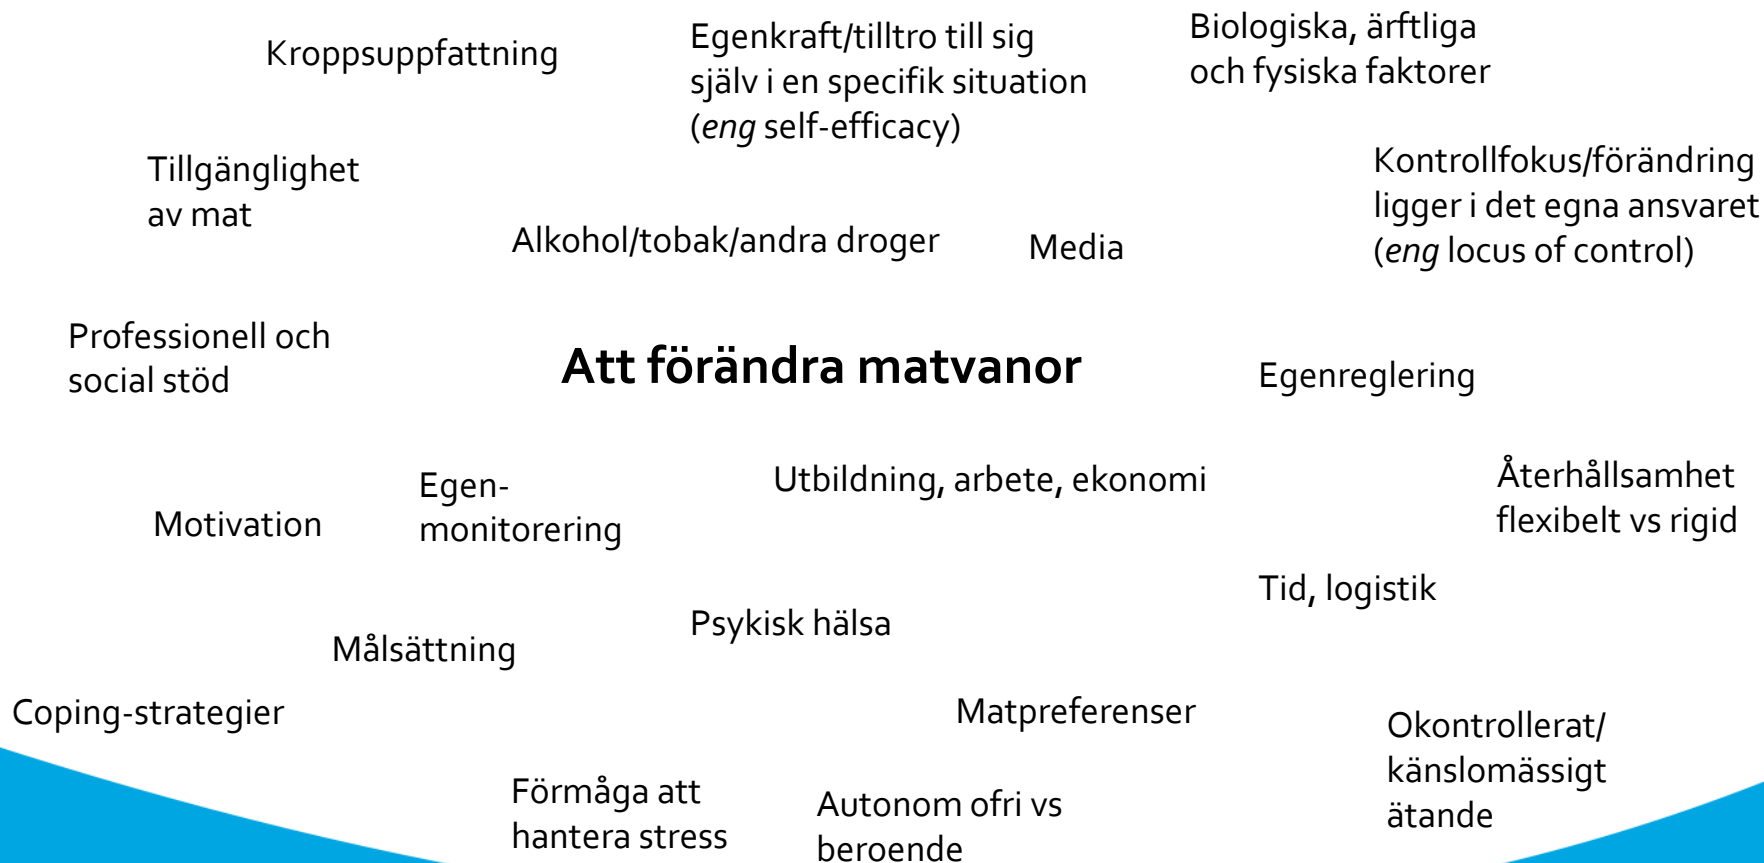 Kroppsuppfattning
Egenkraft/tilltro till sig
själv i en specifik situation
(eng self-efficacy)
Biologiska, ärftliga
och fysiska faktorer
Tillgänglighet
av mat
Alkohol/tobak/andra droger
Media
Kontrollfokus/förändring
ligger i det egna ansvaret
(eng locus of control)
Professionell och
social stöd
Att förändra matvanor
Egenreglering
Motivation
Egen-
monitorering
Utbildning, arbete, ekonomi
Återhållsamhet
flexibelt vs rigid
Tid, logistik
Psykisk hälsa
Målsättning
Coping-strategier
Matpreferenser
Okontrollerat/
känslomässigt
ätande
Förmåga att
hantera stress
Autonom ofri vs
beroende